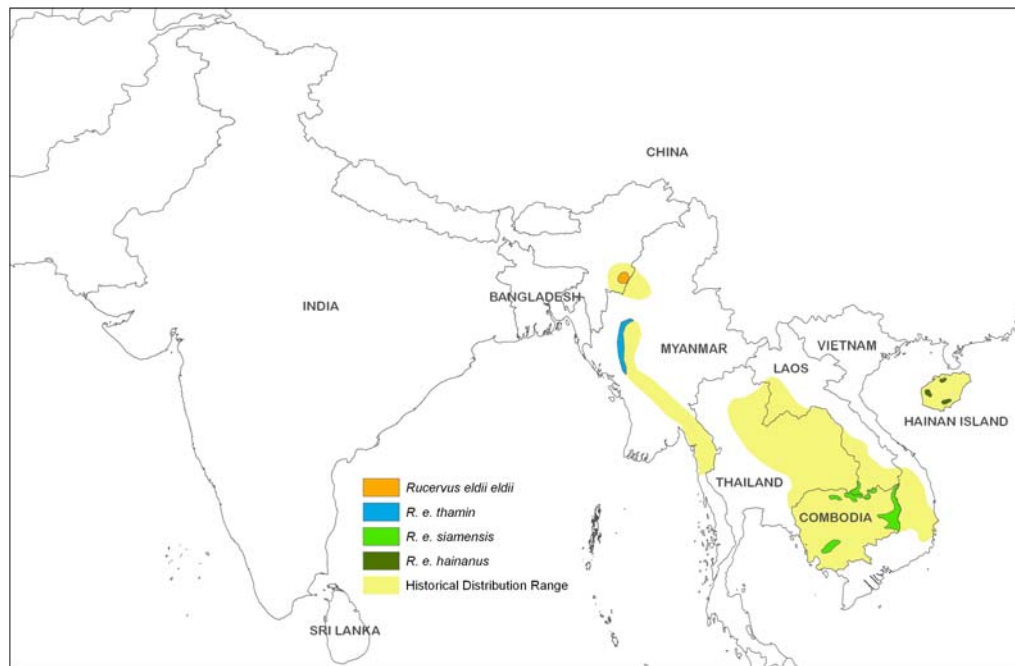 CHINA
INDIA
BANGLADESH
MYANMAR
VIETNAM
LAOS
HAINAN ISLAND
THAILAND
COMBODIA
SRI LANKA
Rucervus eldii eldii
R. e. thamin
R. e. siamensis
R. e. hainanus
Historical Distribution Range